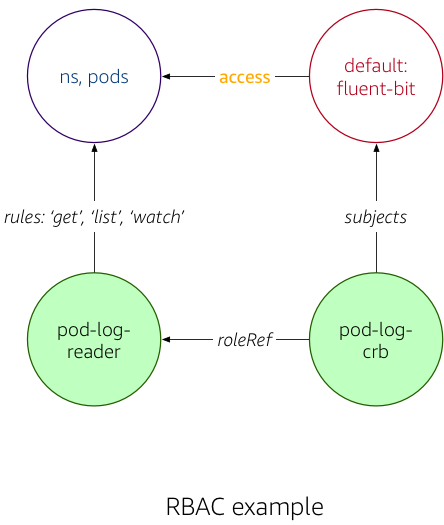 ns, pods
access
default:
fluent-bit
rules: ‘get’, ‘list’, ‘watch’
subjects
pod-log-
reader
roleRef
pod-log-
crb
RBAC example